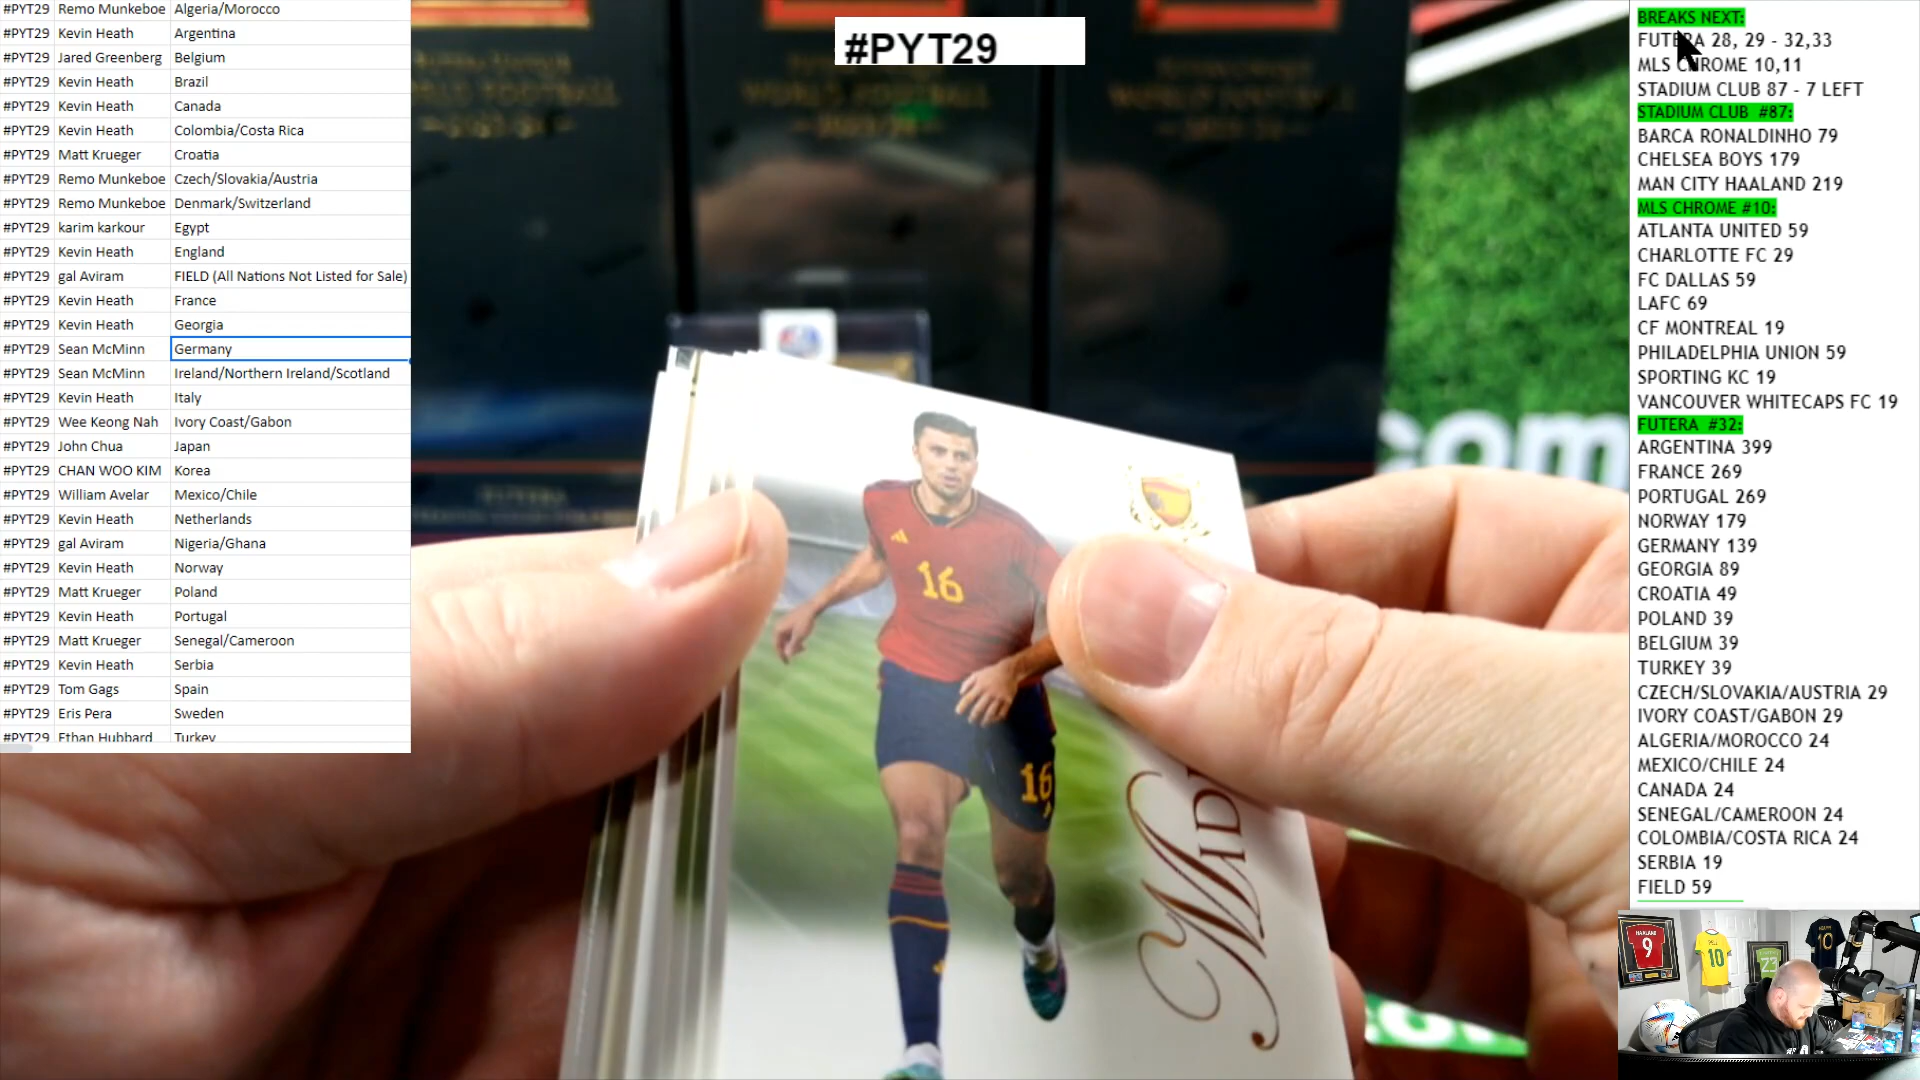 #PYT29 Remo Munkeboe Algeria/Morocco
#PYT29 Kevin Heath Argentina
#PYT29 Jared Greenberg Belgium
#PYT29 Kevin Heath Brazil
#PYT29 Kevin Heath Canada
#PYT29 Kevin Heath Colombia/Costa Rica
#PYT29 Matt Krueger Croatia
#PYT29 Remo Munkeboe Czech/Slovakia/Austria
#PYT29 Remo Munkeboe Denmark/Switzerland
#PYT29 karim karkour Egypt
#PYT29 Kevin Heath England
#PYT29 gal Aviram FIELD (All Nations Not Listed for Sale)
#PYT29 Kevin Heath France
#PYT29 Kevin Heath Georgia
#PYT29 Sean McMinn Germany
#PYT29 Sean McMinn Ireland/Northern Ireland/Scotland
#PYT29 Kevin Heath Italy
#PYT29 Wee Keong Nah Ivory Coast/Gabon
#PYT29 John Chua Japan
#PYT29 CHAN WOO KIM Korea
#PYT29 William Avelar Mexico/Chile
#PYT29 Kevin Heath Netherlands
#PYT29 gal Aviram Nigeria/Ghana
#PYT29 Kevin Heath Norway
#PYT29 Matt Krueger Poland
#PYT29 Kevin Heath Portugal
#PYT29 Matt Krueger Senegal/Cameroon
#PYT29 Kevin Heath Serbia
#PYT29 Tom Gags Spain
#PYT29 Eris Pera Sweden
#PYT29 Ethan Hubbard Turkey
#PYT29
WORLD FOOTBALL
16
16
com
BREAKS NEXT:
FUTERA 28, 29 - 32,33
MLS CHROME 10,11
STADIUM CLUB 87 - 7 LEFT
STADIUM CLUB #87:
BARCA RONALDINHO 79
CHELSEA BOYS 179
MAN CITY HAALAND 219
MLS CHROME #10:
ATLANTA UNITED 59
CHARLOTTE FC 29
FC DALLAS 59
LAFC 69
CF MONTREAL 19
PHILADELPHIA UNION 59
SPORTING KC 19
VANCOUVER WHITECAPS FC 19
FUTERA #32:
ARGENTINA 399
FRANCE 269
PORTUGAL 269
NORWAY 179
GERMANY 139
GEORGIA 89
CROATIA 49
POLAND 39
BELGIUM 39
TURKEY 39
CZECH/SLOVAKIA/AUSTRIA 29
IVORY COAST/GABON 29
ALGERIA/MOROCCO 24
MEXICO/CHILE 24
CANADA 24
SENEGAL/CAMEROON 24
COLOMBIA/COSTA RICA 24
SERBIA 19
FIELD 59
HAALAND
9
10
23
10